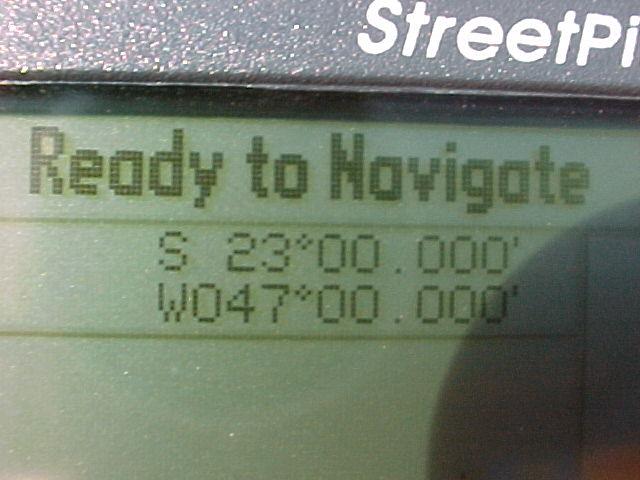 StreetPi
Ready to Navigate
S 23°00.000'
W047°00.000'